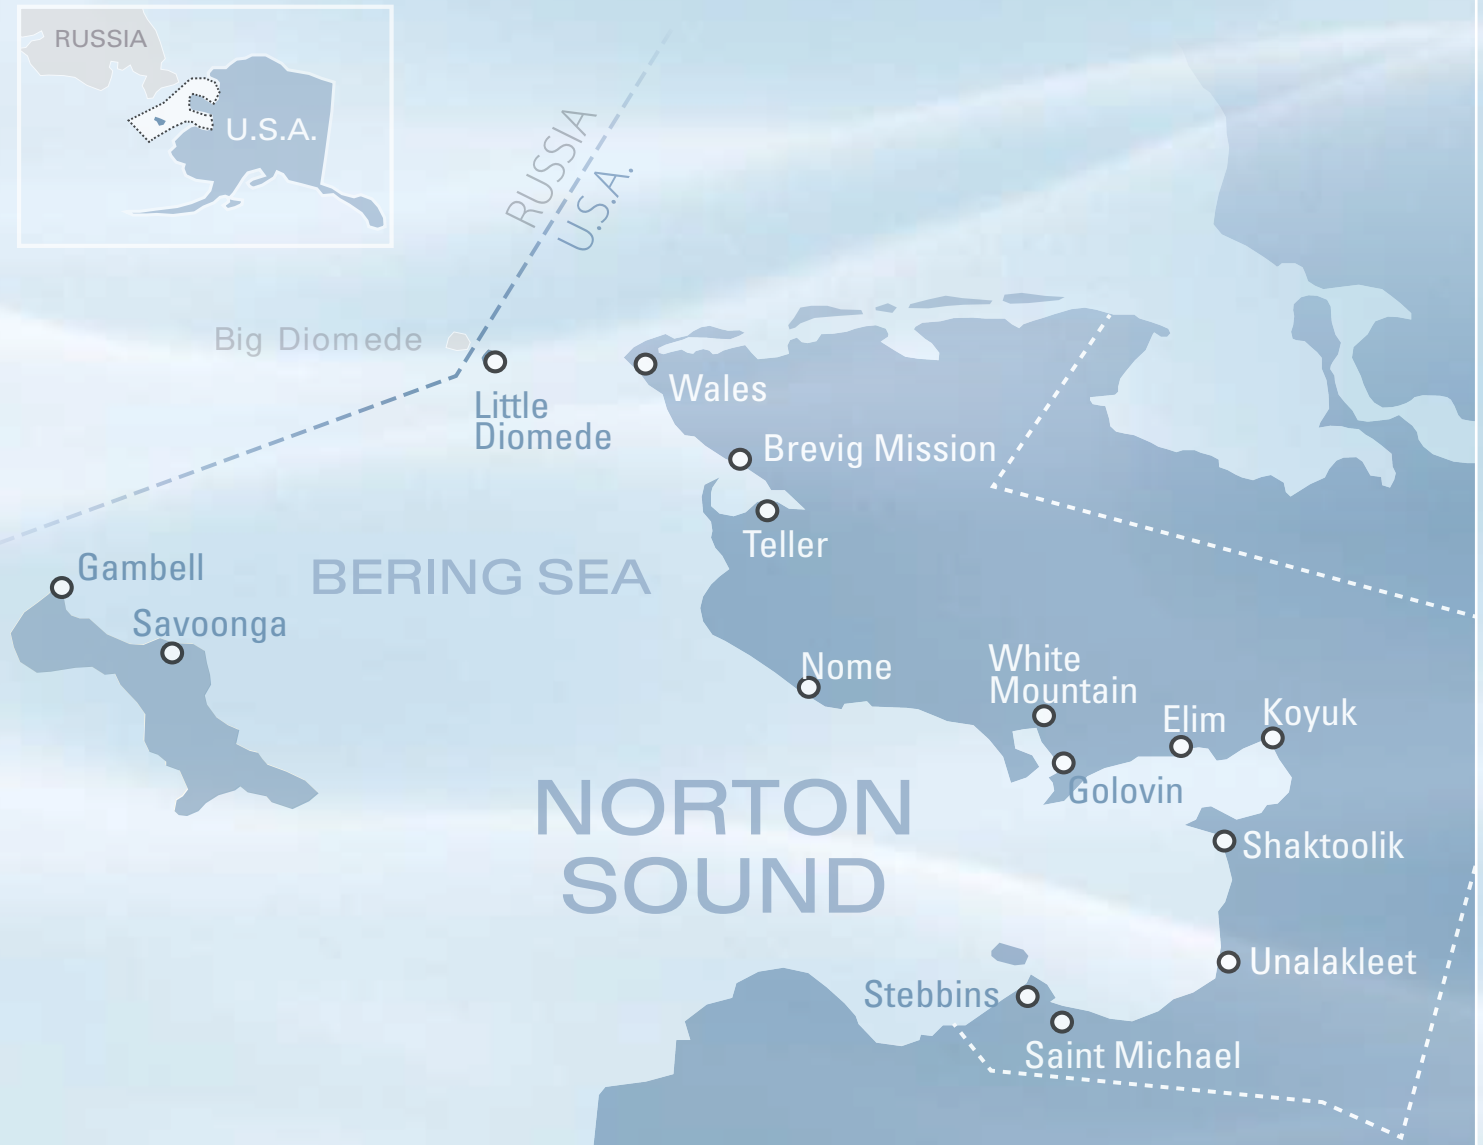 RUSSIA
U.S.A.
RUSSIA
U.S.A.
Big Diomede
Little
Diomede
Wales
Brevig Mission
Teller
Gambell
BERING SEA
Savoonga
Nome
White
Mountain
Elim
Koyuk
Golovin
NORTON
SOUND
Shaktoolik
Unalakleet
Stebbins
Saint Michael